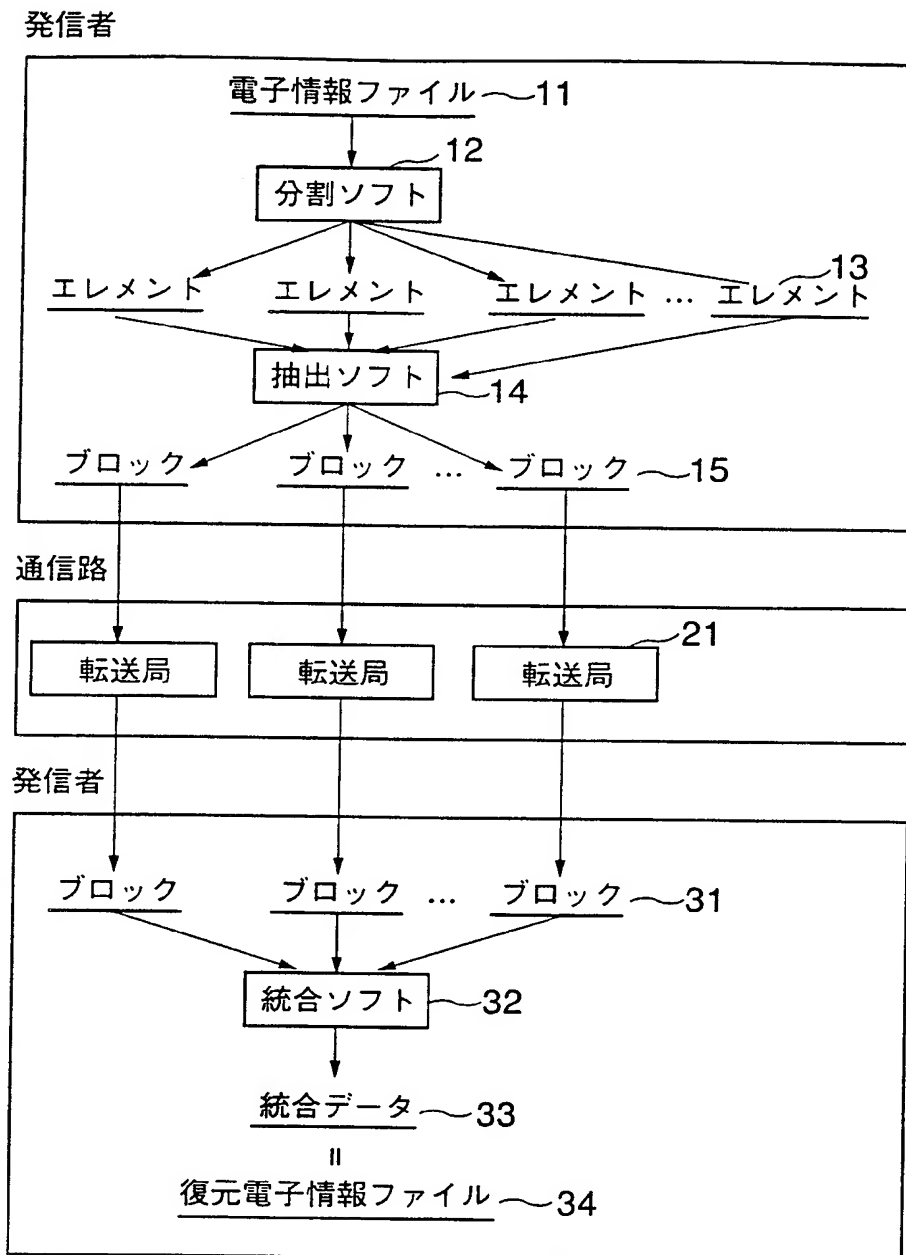 発信者
電子情報ファイル 11
12
分割ソフト
13
エレメント エレメント エレメント … エレメント
抽出ソフト
14
ブロック ブロック … ブロック 15
通信路
21
転送局 転送局 転送局
発信者
ブロック ブロック … ブロック 31
統合ソフト 32
統合データ 33
=
復元電子情報ファイル 34